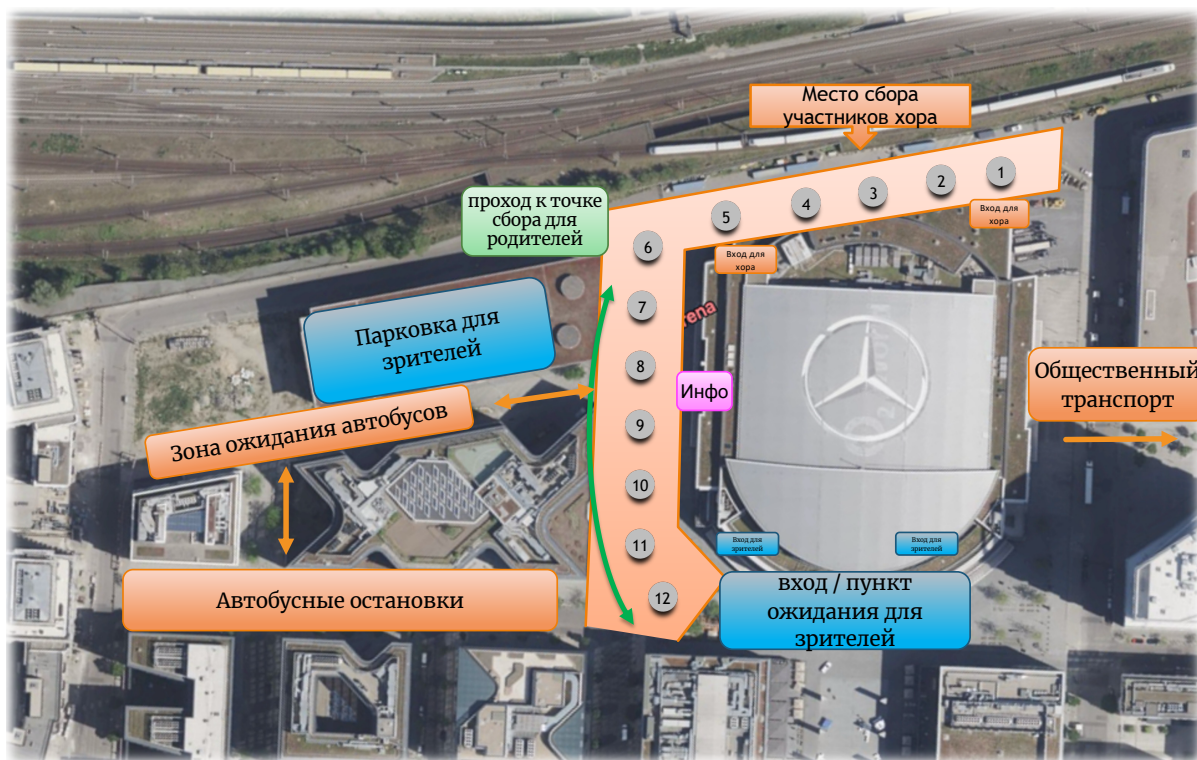 Место сбора
участников хора
1
2
3
4
5
6
Вход для
хора
проход к точке
сбора для
родителей
Вход для
хора
7
rena
Парковка для
зрителей
8
Инфо
Общественный
транспорт
Зона ожидания автобусов
9
10
11
Вход для
зрителей
Вход для
зрителей
Автобусные остановки
12
вход / пункт
ожидания для
зрителей